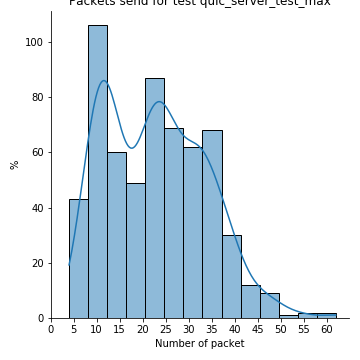 Packets send for test quic_server_test_max
100
80
60
40
20
0
%
0 5 10 15 20 25 30 35 40 45 50 55 60
Number of packet